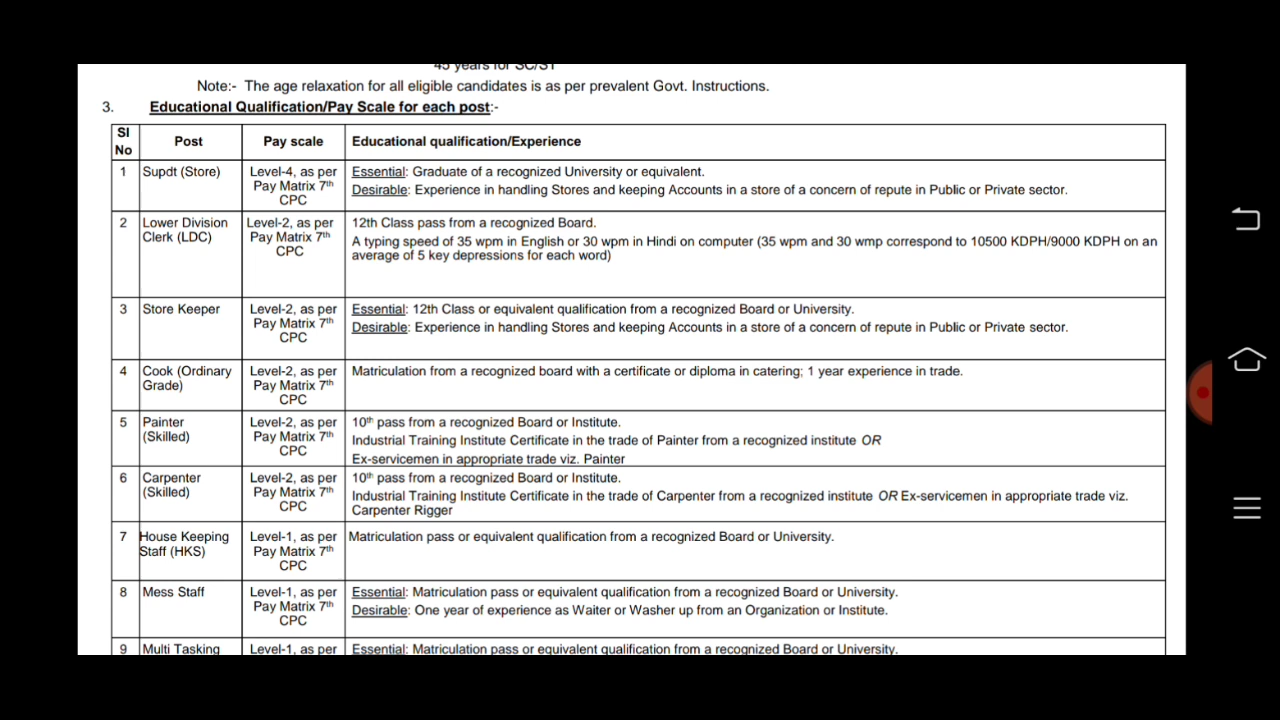 45 years for SC/ST
Note:- The age relaxation for all eligible candidates is as per prevalent Govt. Instructions.
3. Educational Qualification/Pay Scale for each post:-
Sl No Post Pay scale Educational qualification/Experience
1 Supdt (Store) Level-4, as per Pay Matrix 7th CPC Essential: Graduate of a recognized University or equivalent.
Desirable: Experience in handling Stores and keeping Accounts in a store of a concern of repute in Public or Private sector.
2 Lower Division Clerk (LDC) Level-2, as per Pay Matrix 7th CPC 12th Class pass from a recognized Board.
A typing speed of 35 wpm in English or 30 wpm in Hindi on computer (35 wpm and 30 wmp correspond to 10500 KDPH/9000 KDPH on an
average of 5 key depressions for each word)
3 Store Keeper Level-2, as per Pay Matrix 7th CPC Essential: 12th Class or equivalent qualification from a recognized Board or University.
Desirable: Experience in handling Stores and keeping Accounts in a store of a concern of repute in Public or Private sector.
4 Cook (Ordinary Grade) Level-2, as per Pay Matrix 7th CPC Matriculation from a recognized board with a certificate or diploma in catering; 1 year experience in trade.
5 Painter (Skilled) Level-2, as per Pay Matrix 7th CPC 10th pass from a recognized Board or Institute.
Industrial Training Institute Certificate in the trade of Painter from a recognized institute OR
Ex-servicemen in appropriate trade viz. Painter
6 Carpenter (Skilled) Level-2, as per Pay Matrix 7th CPC 10th pass from a recognized Board or Institute.
Industrial Training Institute Certificate in the trade of Carpenter from a recognized institute OR Ex-servicemen in appropriate trade viz.
Carpenter Rigger
7 House Keeping Staff (HKS) Level-1, as per Pay Matrix 7th CPC Matriculation pass or equivalent qualification from a recognized Board or University.
8 Mess Staff Level-1, as per Pay Matrix 7th CPC Essential: Matriculation pass or equivalent qualification from a recognized Board or University.
Desirable: One year of experience as Waiter or Washer up from an Organization or Institute.
9 Multi Tasking Level-1, as per Essential: Matriculation pass or equivalent qualification from a recognized Board or University.